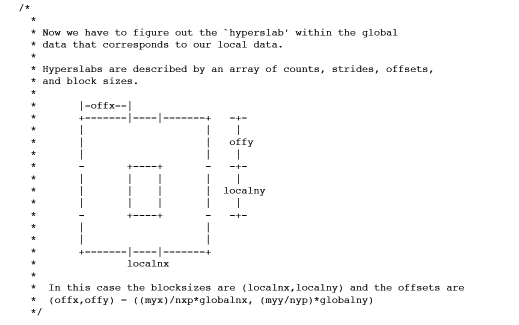 /*
 *
 * Now we have to figure out the `hyperslab' within the global
 * data that corresponds to our local data.
 *
 * Hyperslabs are described by an array of counts, strides, offsets,
 * and block sizes.
 *
 *       |-offx--|
 *       +-------|----|-------+   -+-
 *       |                    |    |
 *       |                    |   offy
 *       |                    |    |
 *       -       +----+       -   -+-
 *       |       |    |       |    |
 *       |       |    |       |  localny
 *       |       |    |       |    |
 *       -       +----+       -   -+-
 *       |                    |
 *       |                    |
 *       +-------|----|-------+
 *               localnx
 *
 *  In this case the blocksizes are (localnx,localny) and the offsets are
 *  (offx,offy) = ((myx)/nxp*globalnx, (myy/nyp)*globalny)
 */